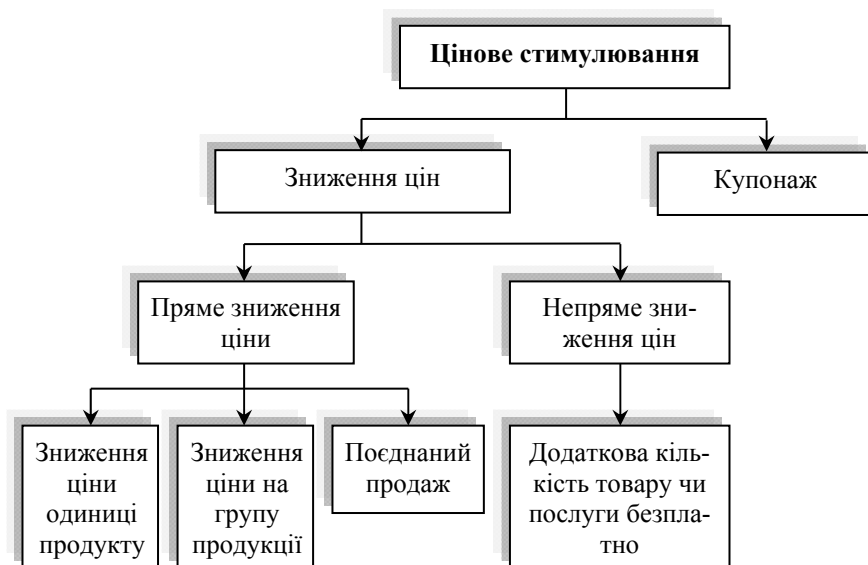 Цінове стимулювання
Зниження цін
Купонаж
Пряме зниження
ціни
Непряме зни-
ження цін
Зниження
ціни
одиниці
продукту
Зниження
ціни на
групу
продукції
Поєднаний
продаж
Додаткова кіль-
кість товару чи
послуги безпла-
тно